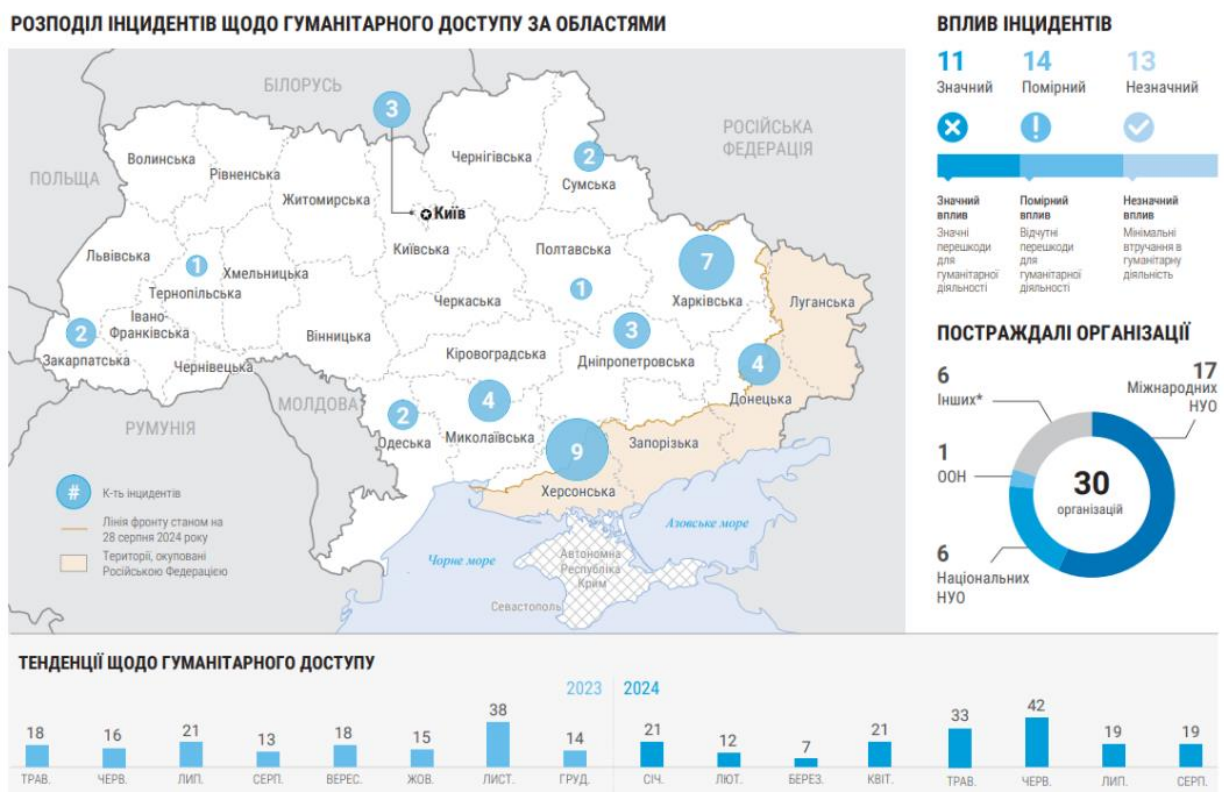 РОЗПОДІЛ ІНЦИДЕНТІВ ЩОДО ГУМАНІТАРНОГО ДОСТУПУ ЗА ОБЛАСТЯМИ
БІЛОРУСЬ
ПОЛЬЩА
РОСІЙСЬКА
ФЕДЕРАЦІЯ
РУМУНІЯ
МОЛДОВА
3
Волинська
Рівненська
Житомирська
Чернігівська
2
Сумська
Київ
Київська
Львівська
1
Тернопільська
Хмельницька
Полтавська
1
7
Харківська
Луганська
Черкаська
Івано-
Франківська
2
Закарпатська
Чернівецька
Вінницька
Кіровоградська
3
Дніпропетровська
4
Донецька
2
Одеська
4
Миколаївська
9
Херсонська
Запорізька
Азовське море
Чорне море
Автономна
Республіка
Крим
Севастополь
#
К-ть інцидентів
Лінія фронту станом на
28 серпня 2024 року
Території, окуповані
Російською Федерацією
ВПЛИВ ІНЦИДЕНТІВ
11
Значний
14
Помірний
13
Незначний
Значний
вплив
Значні
перешкоди
для
гуманітарної
діяльності
Помірний
вплив
Відчутні
перешкоди
для
гуманітарної
діяльності
Незначний
вплив
Мінімальні
втручання в
гуманітарну
діяльність
ПОСТРАЖДАЛІ ОРГАНІЗАЦІЇ
6
Інших*
17
Міжнародних
НУО
1
ООН
30
організацій
6
Національних
НУО
ТЕНДЕНЦІЇ ЩОДО ГУМАНІТАРНОГО ДОСТУПУ
2023 2024
18 16 21 13 18 15 38 14 21 12 7 21 33 42 19 19
ТРАВ. ЧЕРВ. ЛИП. СЕРП. ВЕРЕС. ЖОВ. ЛИСТ. ГРУД. СІЧ. ЛЮТ. БЕРЕЗ. КВІТ. ТРАВ. ЧЕРВ. ЛИП. СЕРП.